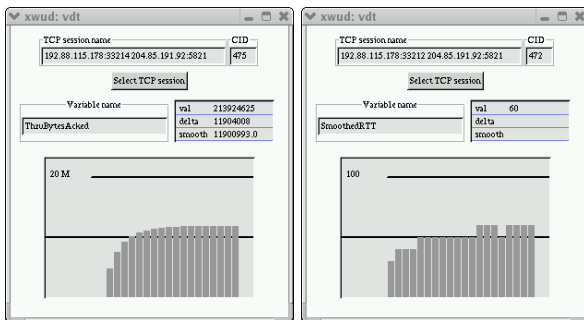 xwud: vdt
TCP session name CID
192.88.115.178:33214 204.85.191.92:5821 475
Select TCP session
Variable name
ThruBytesAcked
val 213924625
delta 11904008
smooth 11900993.0
20 M
xwud: vdt
TCP session name CID
192.88.115.178:33212 204.85.191.92:5821 472
Select TCP session
Variable name
SmoothedRTT
val 60
delta
smooth
100